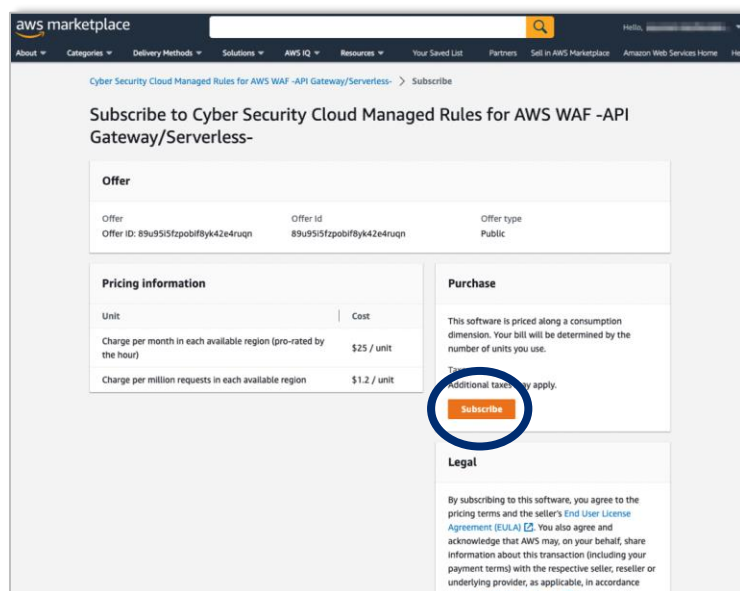 aws marketplace
Hello,
About
Categories
Delivery Methods
Solutions
AWS IQ
Resources
Your Saved List
Partners
Sell in AWS Marketplace
Amazon Web Services Home
He
Cyber Security Cloud Managed Rules for AWS WAF -API Gateway/Serverless- > Subscribe
Subscribe to Cyber Security Cloud Managed Rules for AWS WAF -API
Gateway/Serverless-
Offer
Offer
Offer Id
Offer type
Offer ID: 89u95i5fzpobif8yk42e4ruqn
89u95i5fzpobif8yk42e4ruqn
Public
Pricing information
Unit
Cost
Charge per month in each available region (pro-rated by
the hour)
$25 / unit
Charge per million requests in each available region
$1.2 / unit
Purchase
This software is priced along a consumption
dimension. Your bill will be determined by the
number of units you use.
Additional taxes may apply.
Subscribe
Legal
By subscribing to this software, you agree to the
pricing terms and the seller's End User License
Agreement (EULA). You also agree and
acknowledge that AWS may, on your behalf, share
information about this transaction (including your
payment terms) with the respective seller, reseller or
underlying provider, as applicable, in accordance